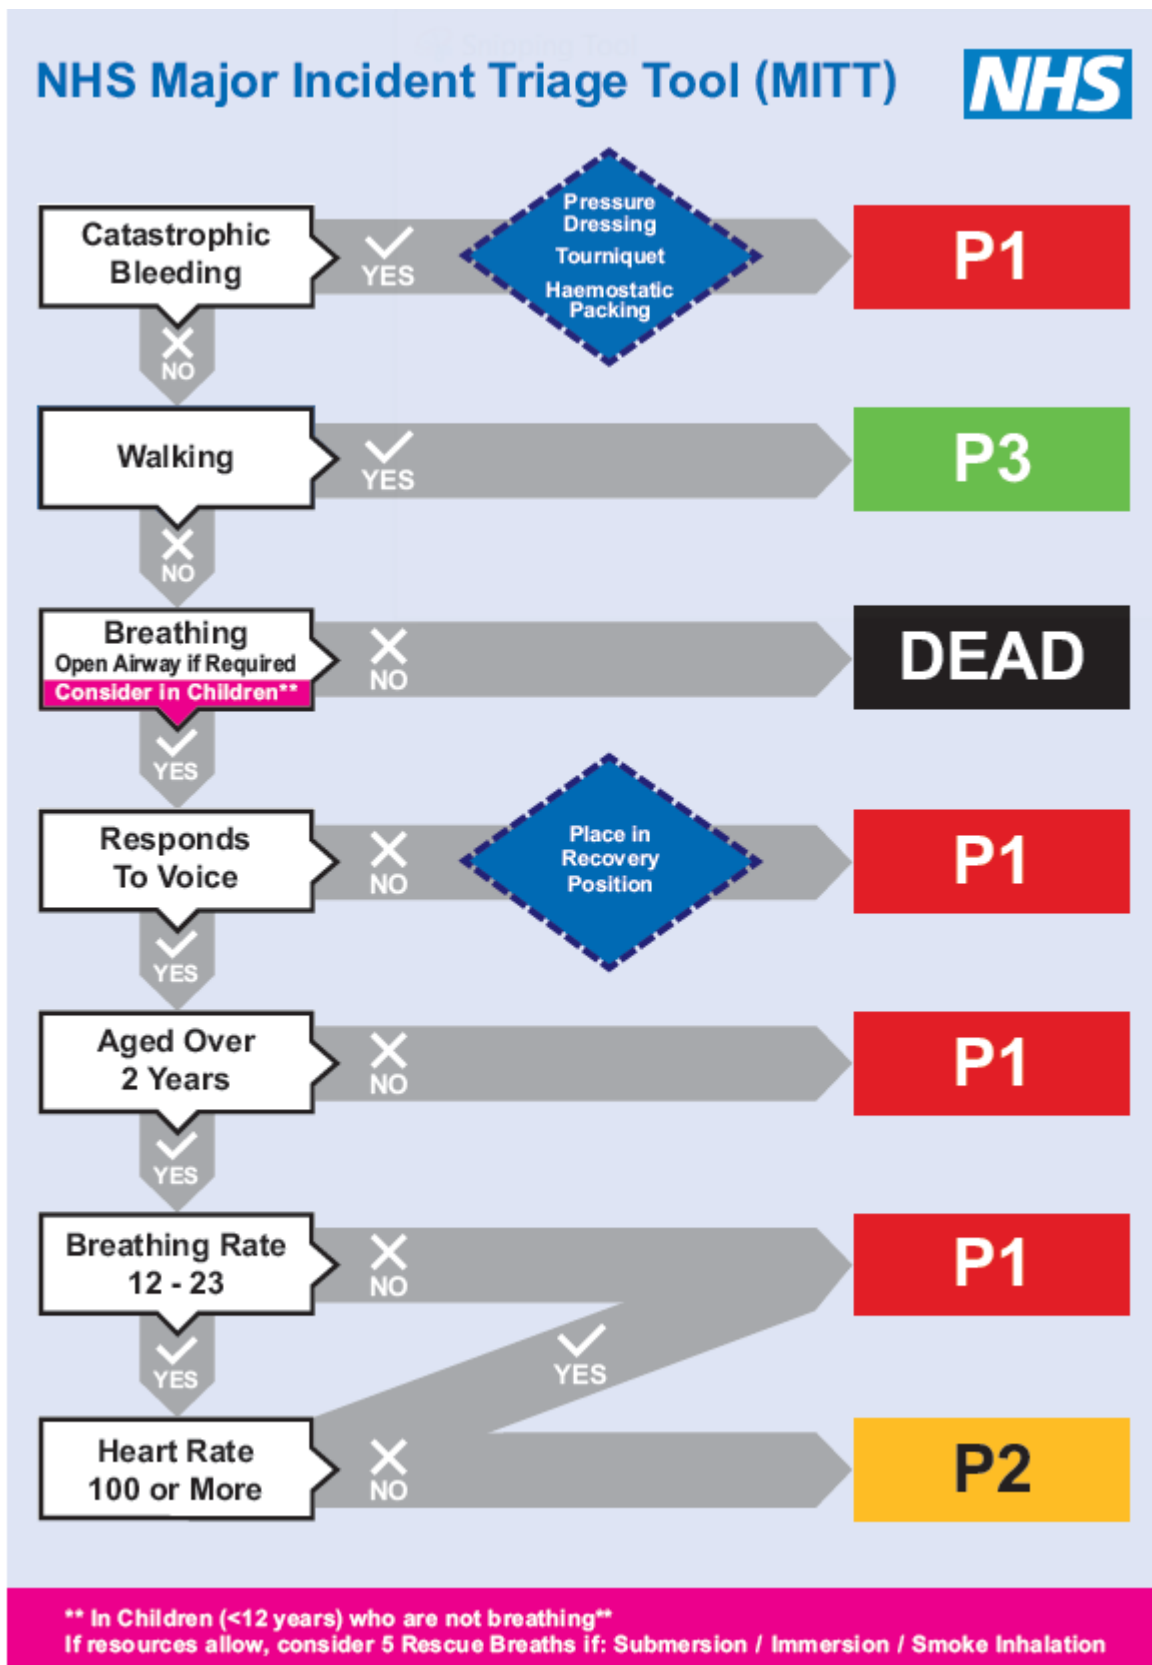 NHS Major Incident Triage Tool (MITT)
NHS
Catastrophic
Bleeding
YES
Pressure
Dressing
Tourniquet
Haemostatic
Packing
P1
NO
Walking
YES
P3
NO
Breathing
Open Airway if Required
Consider in Children**
NO
DEAD
YES
Responds
To Voice
NO
Place in
Recovery
Position
P1
YES
Aged Over
2 Years
NO
P1
YES
Breathing Rate
12 - 23
NO
P1
YES
YES
Heart Rate
100 or More
NO
P2
** In Children (<12 years) who are not breathing**
If resources allow, consider 5 Rescue Breaths if: Submersion / Immersion / Smoke Inhalation